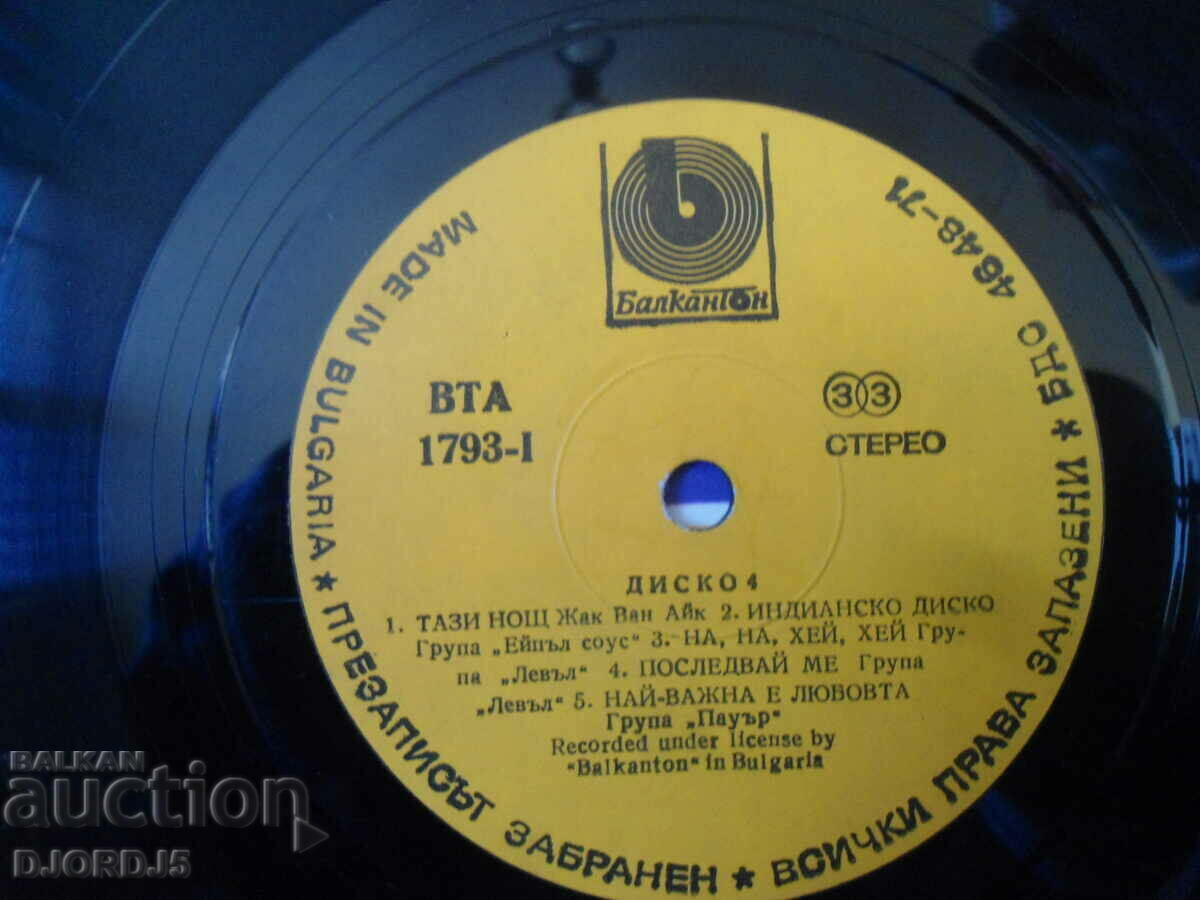 Балкантон
ВТА
1793-I
33
СТЕРЕО
ДИСКО 4
1. ТАЗИ НОЩ Жак Ван Айк 2. ИНДИАНСКО ДИСКО
Група „Ейпъл соус“ 3. НА, НА, ХЕЙ, ХЕЙ Гру-
па „Левъл“ 4. ПОСЛЕДВАЙ МЕ Група
„Левъл“ 5. НАЙ-ВАЖНА Е ЛЮБОВТА
Група „Пауър“
Recorded under license by
“Balkanton” in Bulgaria
MADE IN BULGARIA ★ ПРЕЗАПИСЪТ ЗАБРАНЕН ★ ВСИЧКИ ПРАВА ЗАПАЗЕНИ ★ БДС 4648-71
BALKAN
auction
DJORDJ5